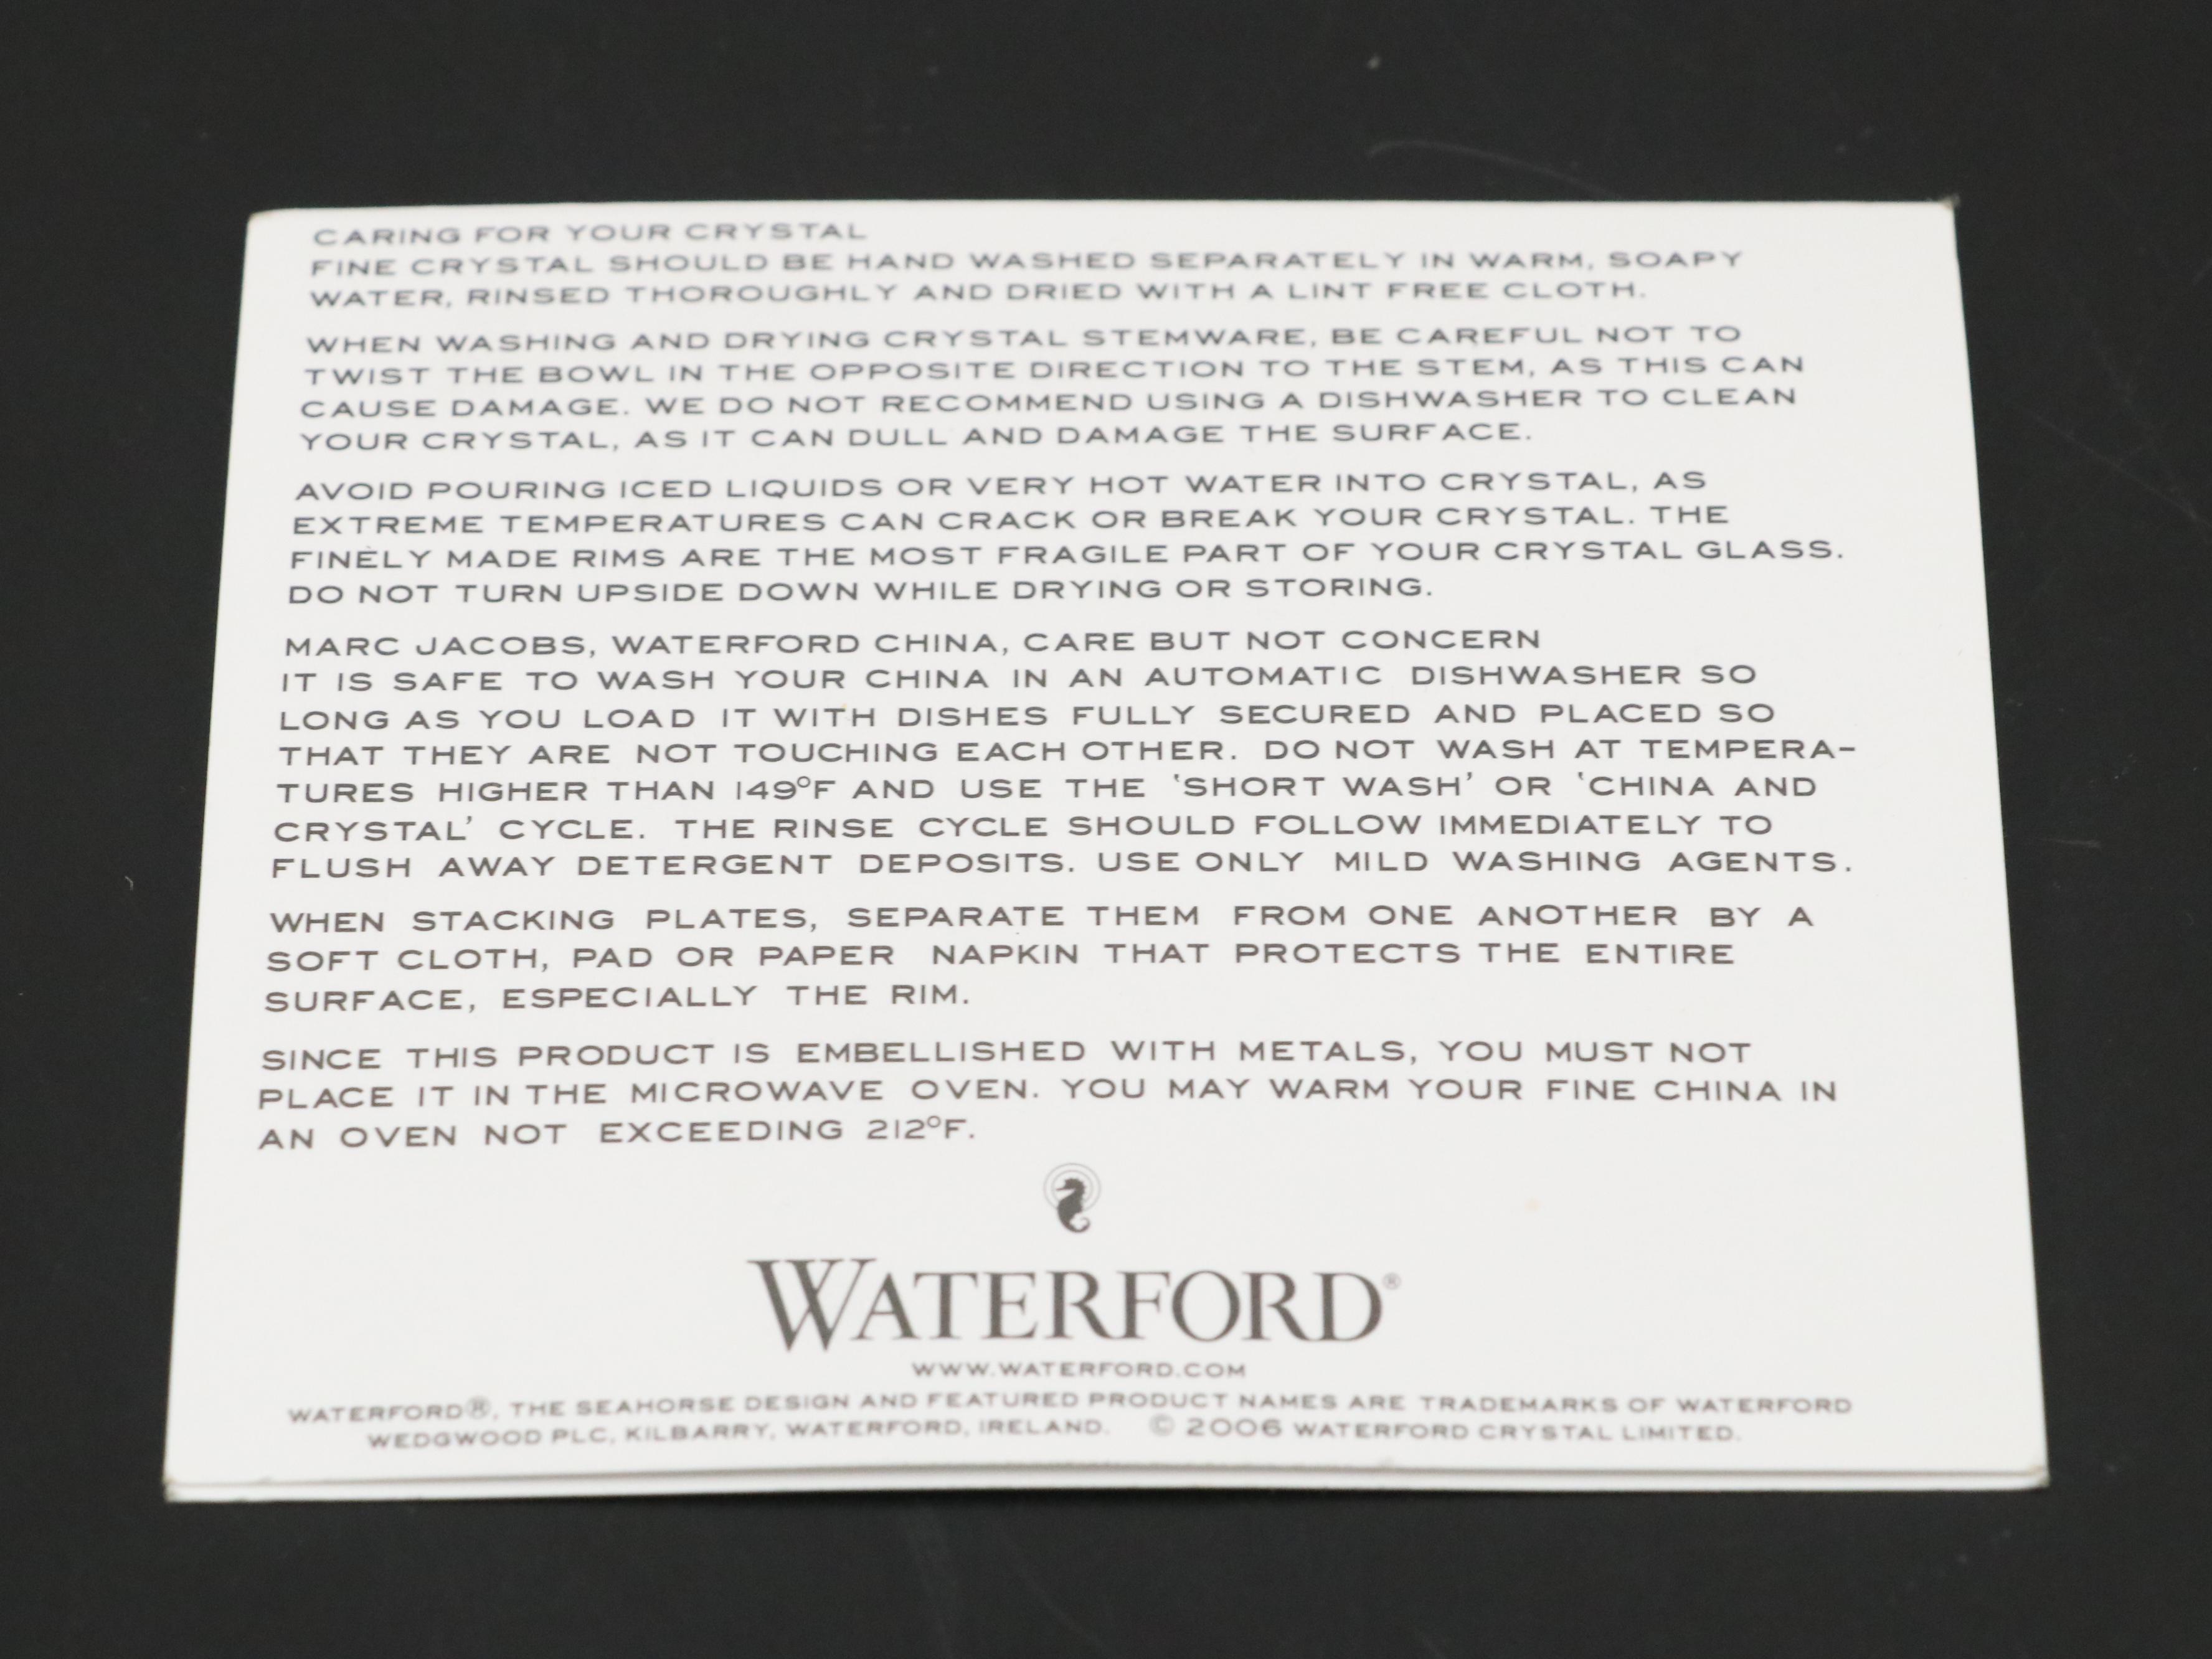 CARING FOR YOUR CRYSTAL
FINE CRYSTAL SHOULD BE HAND WASHED SEPARATELY IN WARM, SOAPY
WATER, RINSED THOROUGHLY AND DRIED WITH A LINT FREE CLOTH.
WHEN WASHING AND DRYING CRYSTAL STEMWARE, BE CAREFUL NOT TO
TWIST THE BOWL IN THE OPPOSITE DIRECTION TO THE STEM, AS THIS CAN
CAUSE DAMAGE. WE DO NOT RECOMMEND USING A DISHWASHER TO CLEAN
YOUR CRYSTAL, AS IT CAN DULL AND DAMAGE THE SURFACE.
AVOID POURING ICED LIQUIDS OR VERY HOT WATER INTO CRYSTAL, AS
EXTREME TEMPERATURES CAN CRACK OR BREAK YOUR CRYSTAL. THE
FINELY MADE RIMS ARE THE MOST FRAGILE PART OF YOUR CRYSTAL GLASS.
DO NOT TURN UPSIDE DOWN WHILE DRYING OR STORING.
MARC JACOBS, WATERFORD CHINA, CARE BUT NOT CONCERN
IT IS SAFE TO WASH YOUR CHINA IN AN AUTOMATIC DISHWASHER SO
LONG AS YOU LOAD IT WITH DISHES FULLY SECURED AND PLACED SO
THAT THEY ARE NOT TOUCHING EACH OTHER. DO NOT WASH AT TEMPERA-
TURES HIGHER THAN 149°F AND USE THE 'SHORT WASH' OR 'CHINA AND
CRYSTAL' CYCLE. THE RINSE CYCLE SHOULD FOLLOW IMMEDIATELY TO
FLUSH AWAY DETERGENT DEPOSITS. USE ONLY MILD WASHING AGENTS.
WHEN STACKING PLATES, SEPARATE THEM FROM ONE ANOTHER BY A
SOFT CLOTH, PAD OR PAPER NAPKIN THAT PROTECTS THE ENTIRE
SURFACE, ESPECIALLY THE RIM.
SINCE THIS PRODUCT IS EMBELLISHED WITH METALS, YOU MUST NOT
PLACE IT IN THE MICROWAVE OVEN. YOU MAY WARM YOUR FINE CHINA IN
AN OVEN NOT EXCEEDING 212°F.
WATERFORD®
WWW.WATERFORD.COM
WATERFORD®, THE SEAHORSE DESIGN AND FEATURED PRODUCT NAMES ARE TRADEMARKS OF WATERFORD
WEDGWOOD PLC, KILBARRY, WATERFORD, IRELAND. © 2006 WATERFORD CRYSTAL LIMITED.